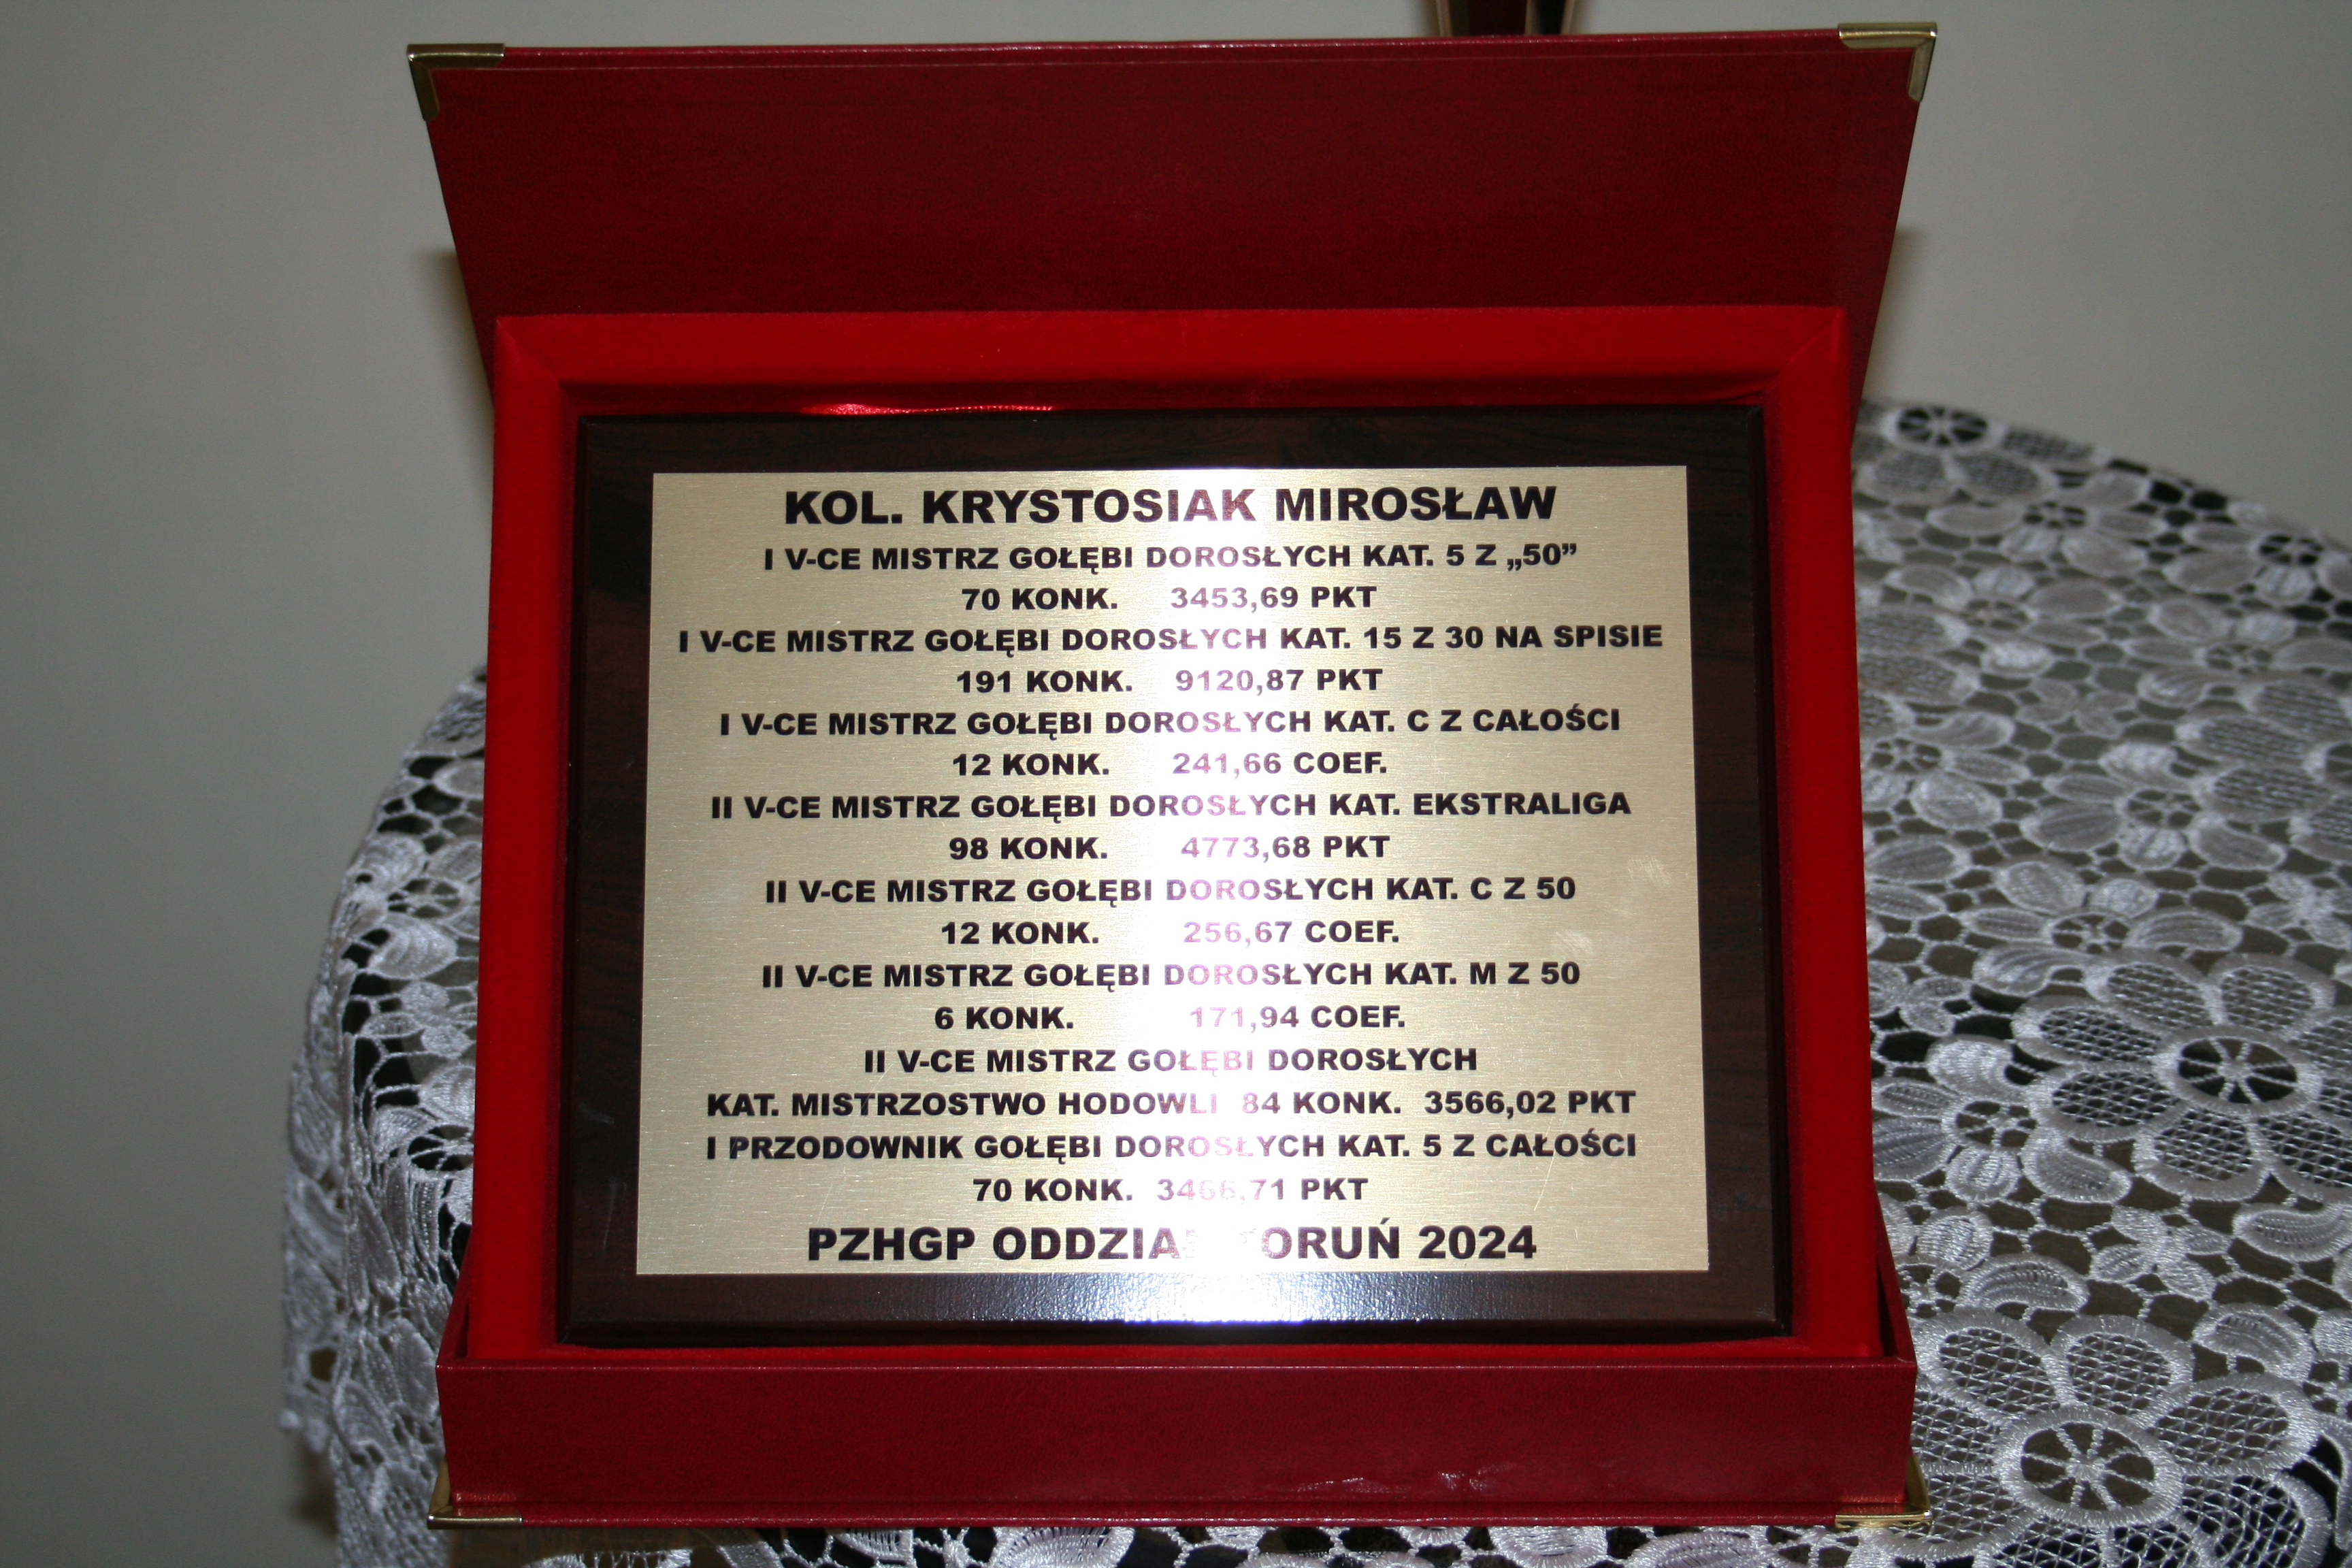 KOL. KRYSTOSIAK MIROSŁAW
I V-CE MISTRZ GOŁĘBI DOROSŁYCH KAT. 5 Z „50”
70 KONK. 3453,69 PKT
I V-CE MISTRZ GOŁĘBI DOROSŁYCH KAT. 15 Z 30 NA SPISIE
191 KONK. 9120,87 PKT
I V-CE MISTRZ GOŁĘBI DOROSŁYCH KAT. C Z CAŁOŚCI
12 KONK. 241,66 COEF.
II V-CE MISTRZ GOŁĘBI DOROSŁYCH KAT. EKSTRALIGA
98 KONK. 4773,68 PKT
II V-CE MISTRZ GOŁĘBI DOROSŁYCH KAT. C Z 50
12 KONK. 256,67 COEF.
II V-CE MISTRZ GOŁĘBI DOROSŁYCH KAT. M Z 50
6 KONK. 171,94 COEF.
II V-CE MISTRZ GOŁĘBI DOROSŁYCH
KAT. MISTRZOSTWO HODOWLI 84 KONK. 3566,02 PKT
I PRZODOWNIK GOŁĘBI DOROSŁYCH KAT. 5 Z CAŁOŚCI
70 KONK. PKT
PZHGP ODDZIAŁ TORUŃ 2024